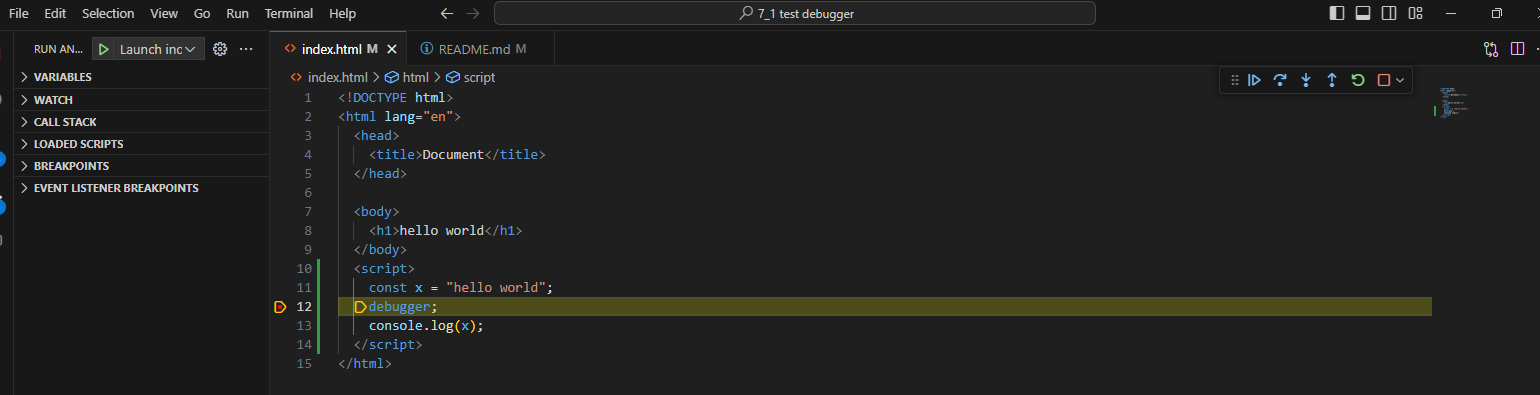 File Edit Selection View Go Run Terminal Help 7_1 test debugger
RUN AN... Launch inc
index.html M README.md M
VARIABLES
WATCH
CALL STACK
LOADED SCRIPTS
BREAKPOINTS
EVENT LISTENER BREAKPOINTS
index.html > html > script
1 <!DOCTYPE html>
2 <html lang="en">
3 <head>
4 <title>Document</title>
5 </head>
6
7 <body>
8 <h1>hello world</h1>
9 </body>
10 <script>
11 const x = "hello world";
12 debugger;
13 console.log(x);
14 </script>
15 </html>